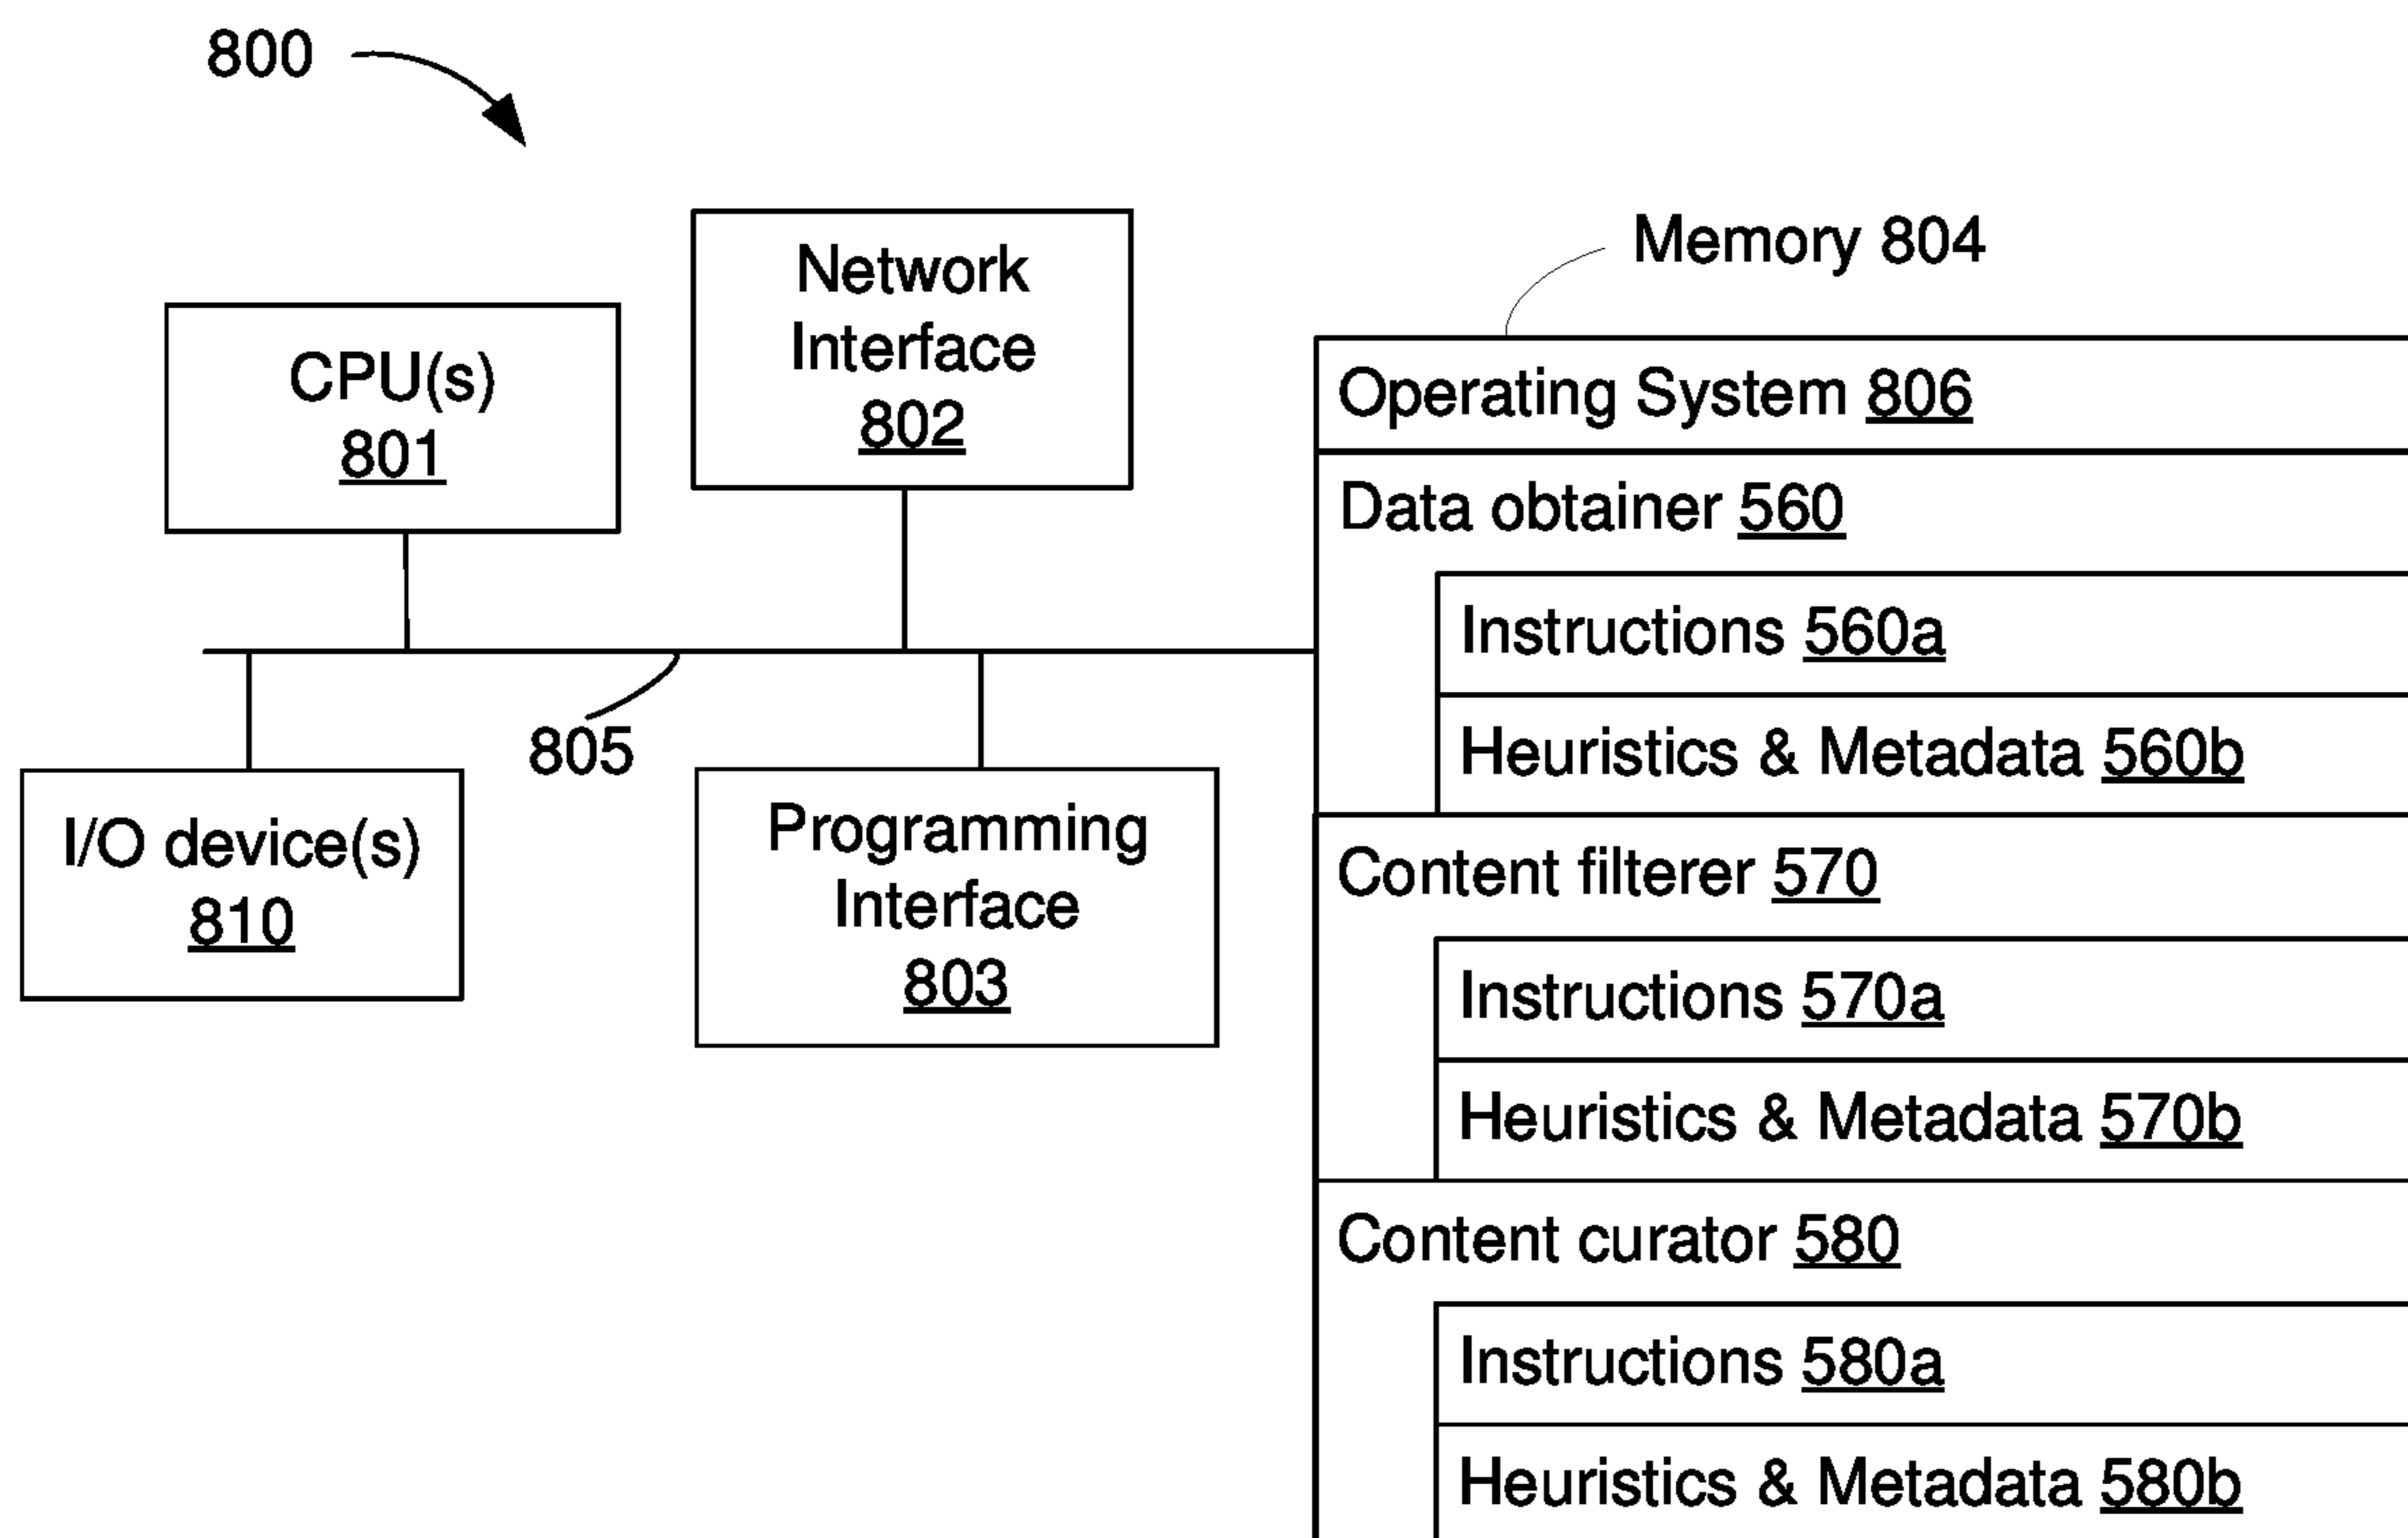 800
CPU(s)
801
Network
Interface
802
805
I/O device(s)
810
Programming
Interface
803
Memory 804
Operating System 806
Data obtainer 560
Instructions 560a
Heuristics & Metadata 560b
Content filterer 570
Instructions 570a
Heuristics & Metadata 570b
Content curator 580
Instructions 580a
Heuristics & Metadata 580b